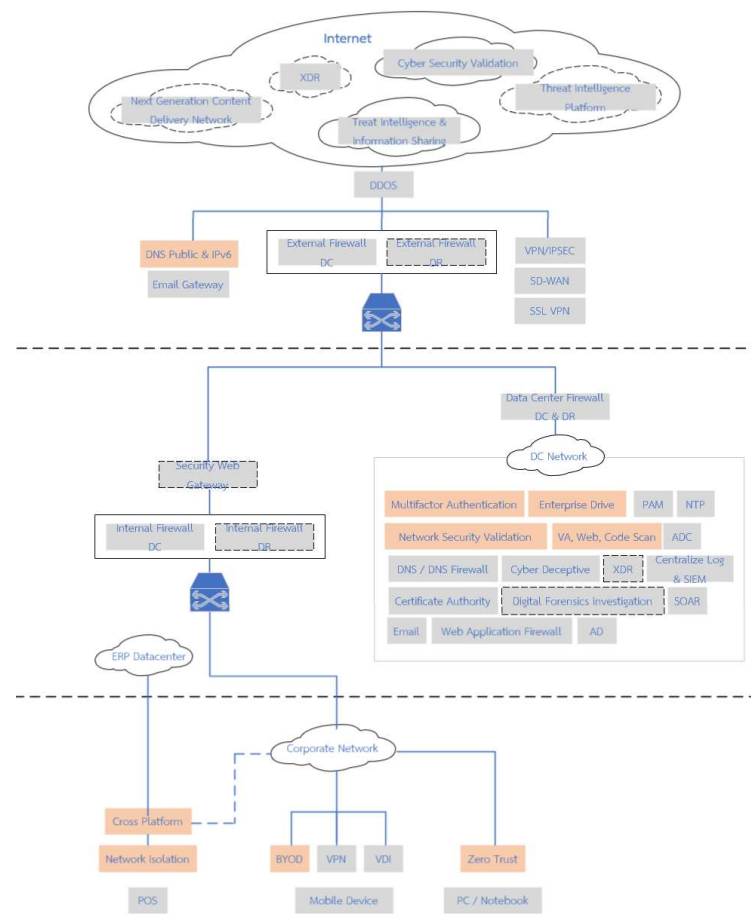 Internet
Cyber Security Validation
XDR
Next Generation Content
Delivery Network
Threat Intelligence
Platform
Treat Intelligence &
Information Sharing
DDOS
DNS Public & IPv6
Email Gateway
External Firewall
DC
External Firewall
DR
VPN/IPSEC
SD-WAN
SSL VPN
Data Center Firewall
DC & DR
DC Network
Security Web
Gateway
Internal Firewall
DC
Internal Firewall
DR
Multifactor Authentication
Enterprise Drive
PAM
NTP
Network Security Validation
VA, Web, Code Scan
ADC
DNS / DNS Firewall
Cyber Deceptive
XDR
Centralize Log
& SIEM
Certificate Authority
Digital Forensics Investigation
SOAR
Email
Web Application Firewall
AD
ERP Datacenter
Corporate Network
Cross Platform
Network Isolation
BYOD
VPN
VDI
Zero Trust
POS
Mobile Device
PC / Notebook